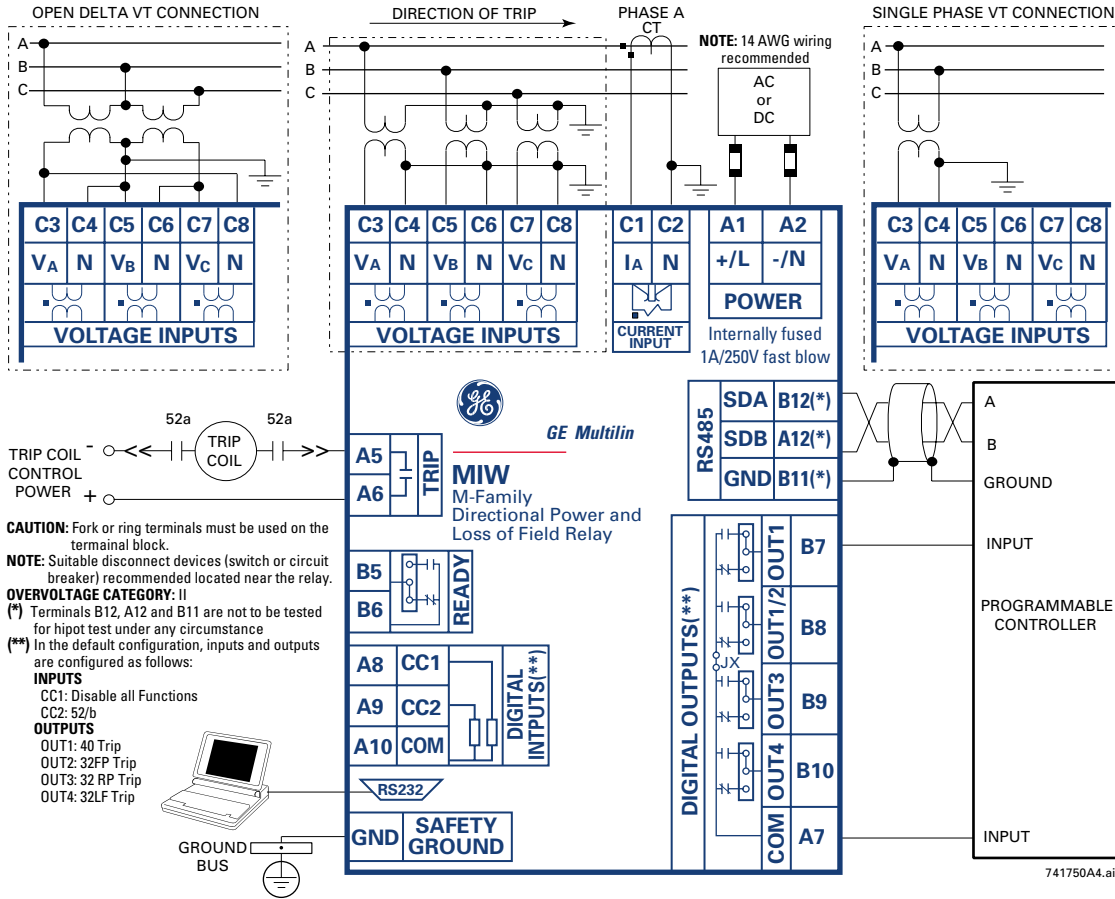 OPEN DELTA VT CONNECTION
A
B
C
C3 C4 C5 C6 C7 C8
VA N VB N VC N
VOLTAGE INPUTS
DIRECTION OF TRIP
A
B
C
C3 C4 C5 C6 C7 C8
VA N VB N VC N
VOLTAGE INPUTS
PHASE A
CT
C1 C2
IA N
CURRENT
INPUT
NOTE: 14 AWG wiring
recommended
AC
or
DC
A1 A2
+/L -/N
POWER
Internally fused
1A/250V fast blow
SINGLE PHASE VT CONNECTION
A
B
C
C3 C4 C5 C6 C7 C8
VA N VB N VC N
VOLTAGE INPUTS
52a
TRIP
COIL
52a
TRIP COIL -
CONTROL
POWER +
A5
A6
TRIP
GE
GE Multilin
MIW
M-Family
Directional Power and
Loss of Field Relay
RS485
SDA B12(*)
SDB A12(*)
GND B11(*)
A
B
GROUND
INPUT
PROGRAMMABLE
CONTROLLER
INPUT
CAUTION: Fork or ring terminals must be used on the
termainal block.
NOTE: Suitable disconnect devices (switch or circuit
breaker) recommended located near the relay.
OVERVOLTAGE CATEGORY: II
(*) Terminals B12, A12 and B11 are not to be tested
for hipot test under any circumstance
(**) In the default configuration, inputs and outputs
are configured as follows:
INPUTS
CC1: Disable all Functions
CC2: 52/b
OUTPUTS
OUT1: 40 Trip
OUT2: 32FP Trip
OUT3: 32 RP Trip
OUT4: 32LF Trip
B5
B6
READY
A8 CC1
A9 CC2
A10 COM
DIGITAL
INTPUTS(**)
RS232
GND SAFETY
GROUND
GROUND
BUS
DIGITAL OUTPUTS(**)
JX
OUT1 B7
OUT1/2 B8
OUT3 B9
OUT4 B10
COM A7
741750A4.ai